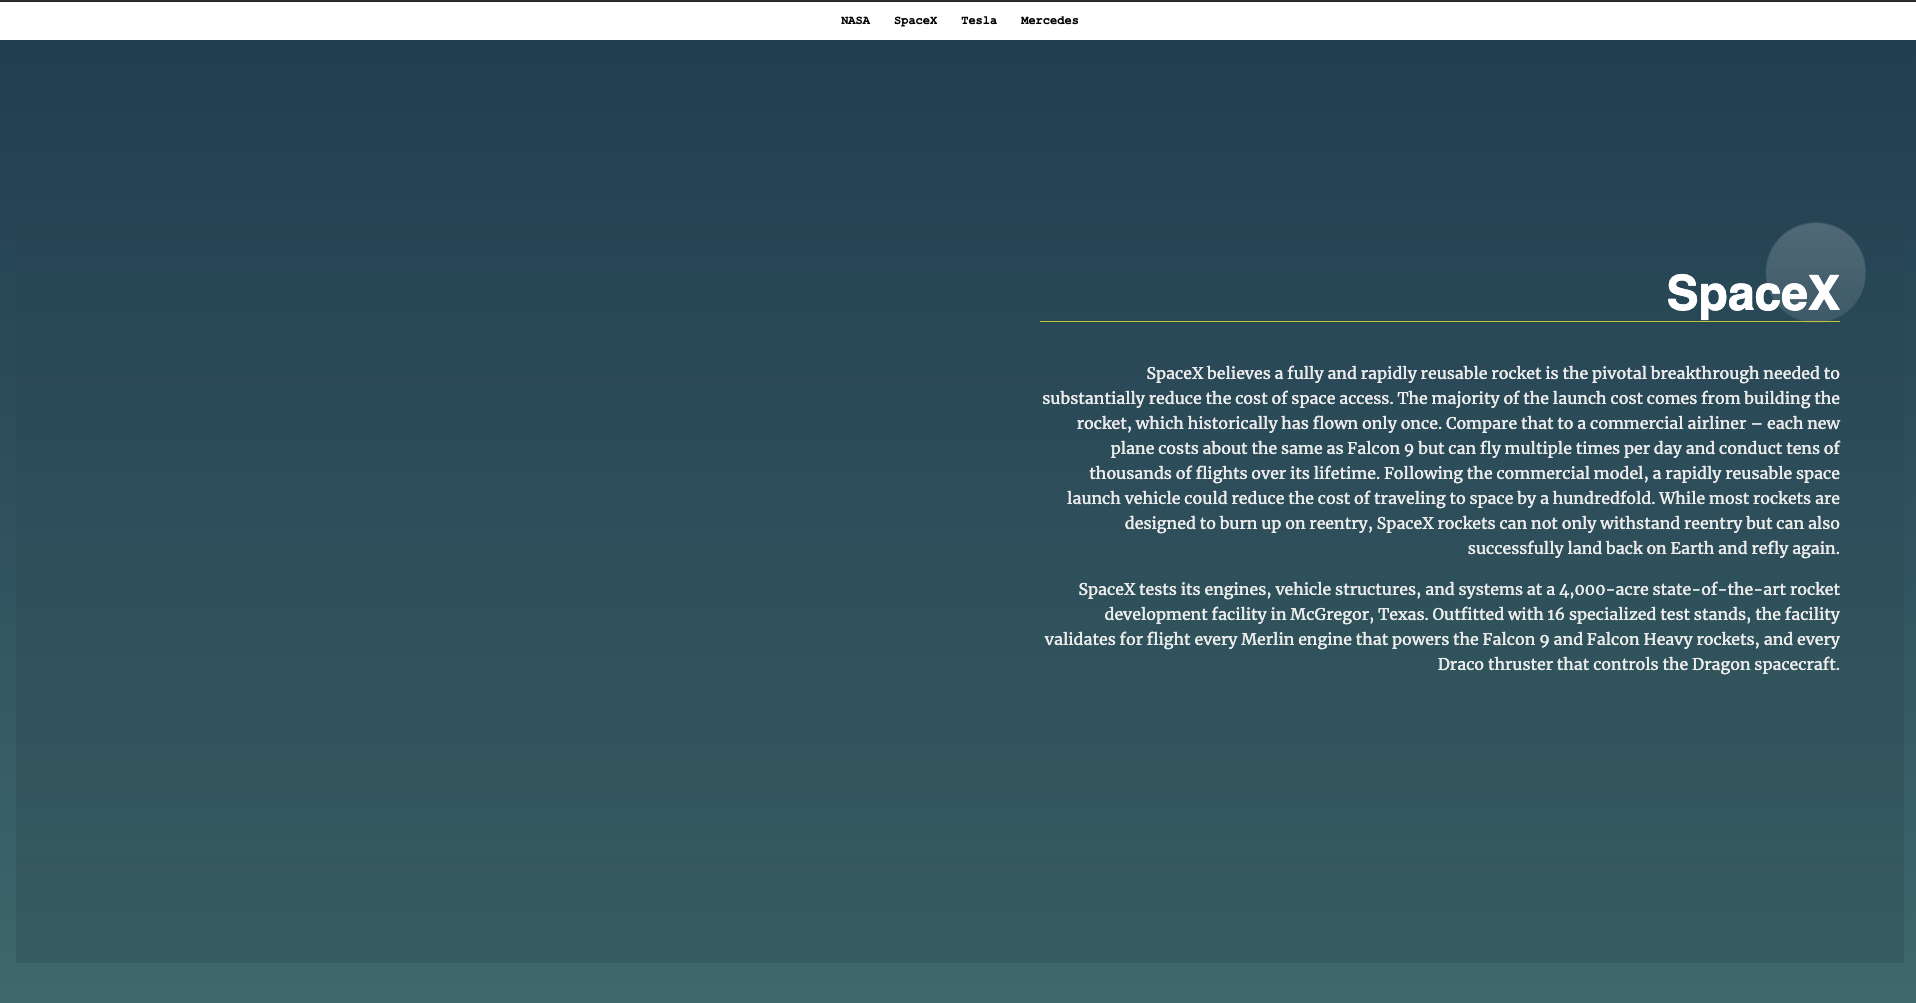 NASA SpaceX Tesla Mercedes
SpaceX
SpaceX believes a fully and rapidly reusable rocket is the pivotal breakthrough needed to
substantially reduce the cost of space access. The majority of the launch cost comes from building the
rocket, which historically has flown only once. Compare that to a commercial airliner – each new
plane costs about the same as Falcon 9 but can fly multiple times per day and conduct tens of
thousands of flights over its lifetime. Following the commercial model, a rapidly reusable space
launch vehicle could reduce the cost of traveling to space by a hundredfold. While most rockets are
designed to burn up on reentry, SpaceX rockets can not only withstand reentry but can also
successfully land back on Earth and refly again.
SpaceX tests its engines, vehicle structures, and systems at a 4,000-acre state-of-the-art rocket
development facility in McGregor, Texas. Outfitted with 16 specialized test stands, the facility
validates for flight every Merlin engine that powers the Falcon 9 and Falcon Heavy rockets, and every
Draco thruster that controls the Dragon spacecraft.